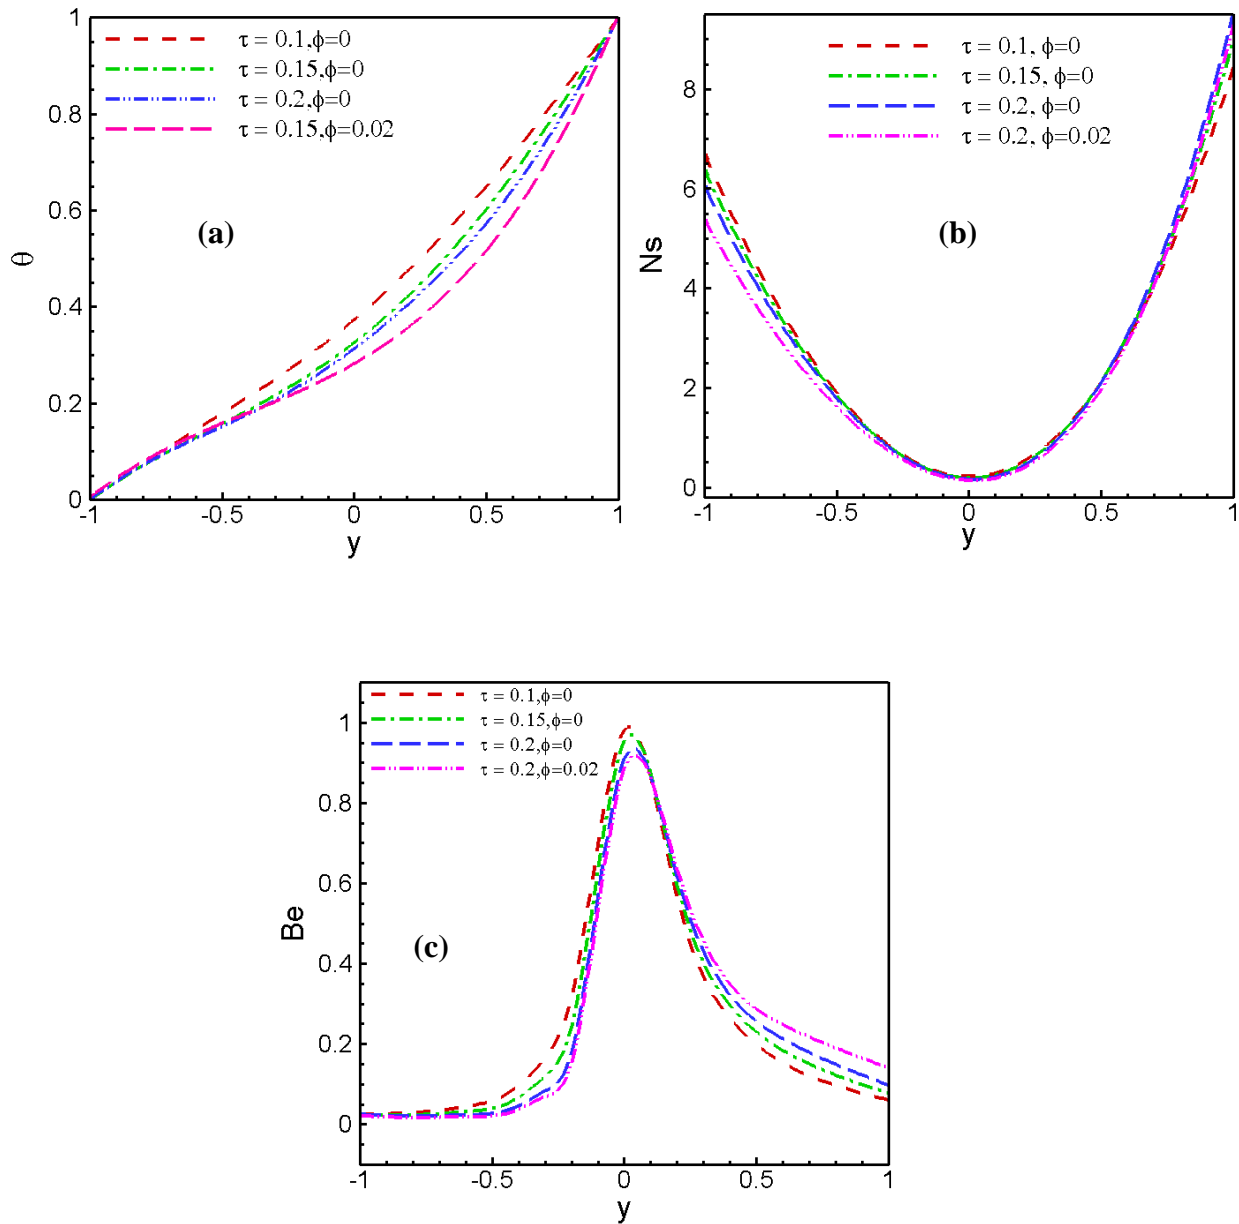 1
0.8
0.6
0.4
0.2
0
θ
τ = 0.1,ϕ=0
τ = 0.15,ϕ=0
τ = 0.2,ϕ=0
τ = 0.15,ϕ=0.02
(a)
-1
-0.5
0
0.5
1
y
8
6
4
2
0
Ns
τ = 0.1, ϕ=0
τ = 0.15, ϕ=0
τ = 0.2, ϕ=0
τ = 0.2, ϕ=0.02
(b)
-1
-0.5
0
0.5
1
y
1
0.8
0.6
0.4
0.2
0
Be
τ = 0.1,ϕ=0
τ = 0.15,ϕ=0
τ = 0.2,ϕ=0
τ = 0.2,ϕ=0.02
(c)
-1
-0.5
0
0.5
1
y